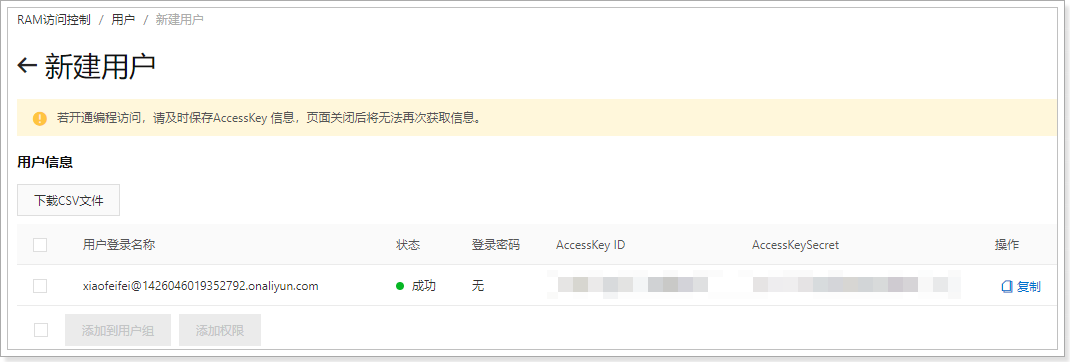 RAM访问控制 / 用户 / 新建用户
← 新建用户
若开通编程访问，请及时保存AccessKey 信息，页面关闭后将无法再次获取信息。
用户信息
下载CSV文件
用户登录名称 状态 登录密码 AccessKey ID AccessKeySecret 操作
xiaofeifei@1426046019352792.onaliyun.com 成功 无 复制
添加到用户组 添加权限